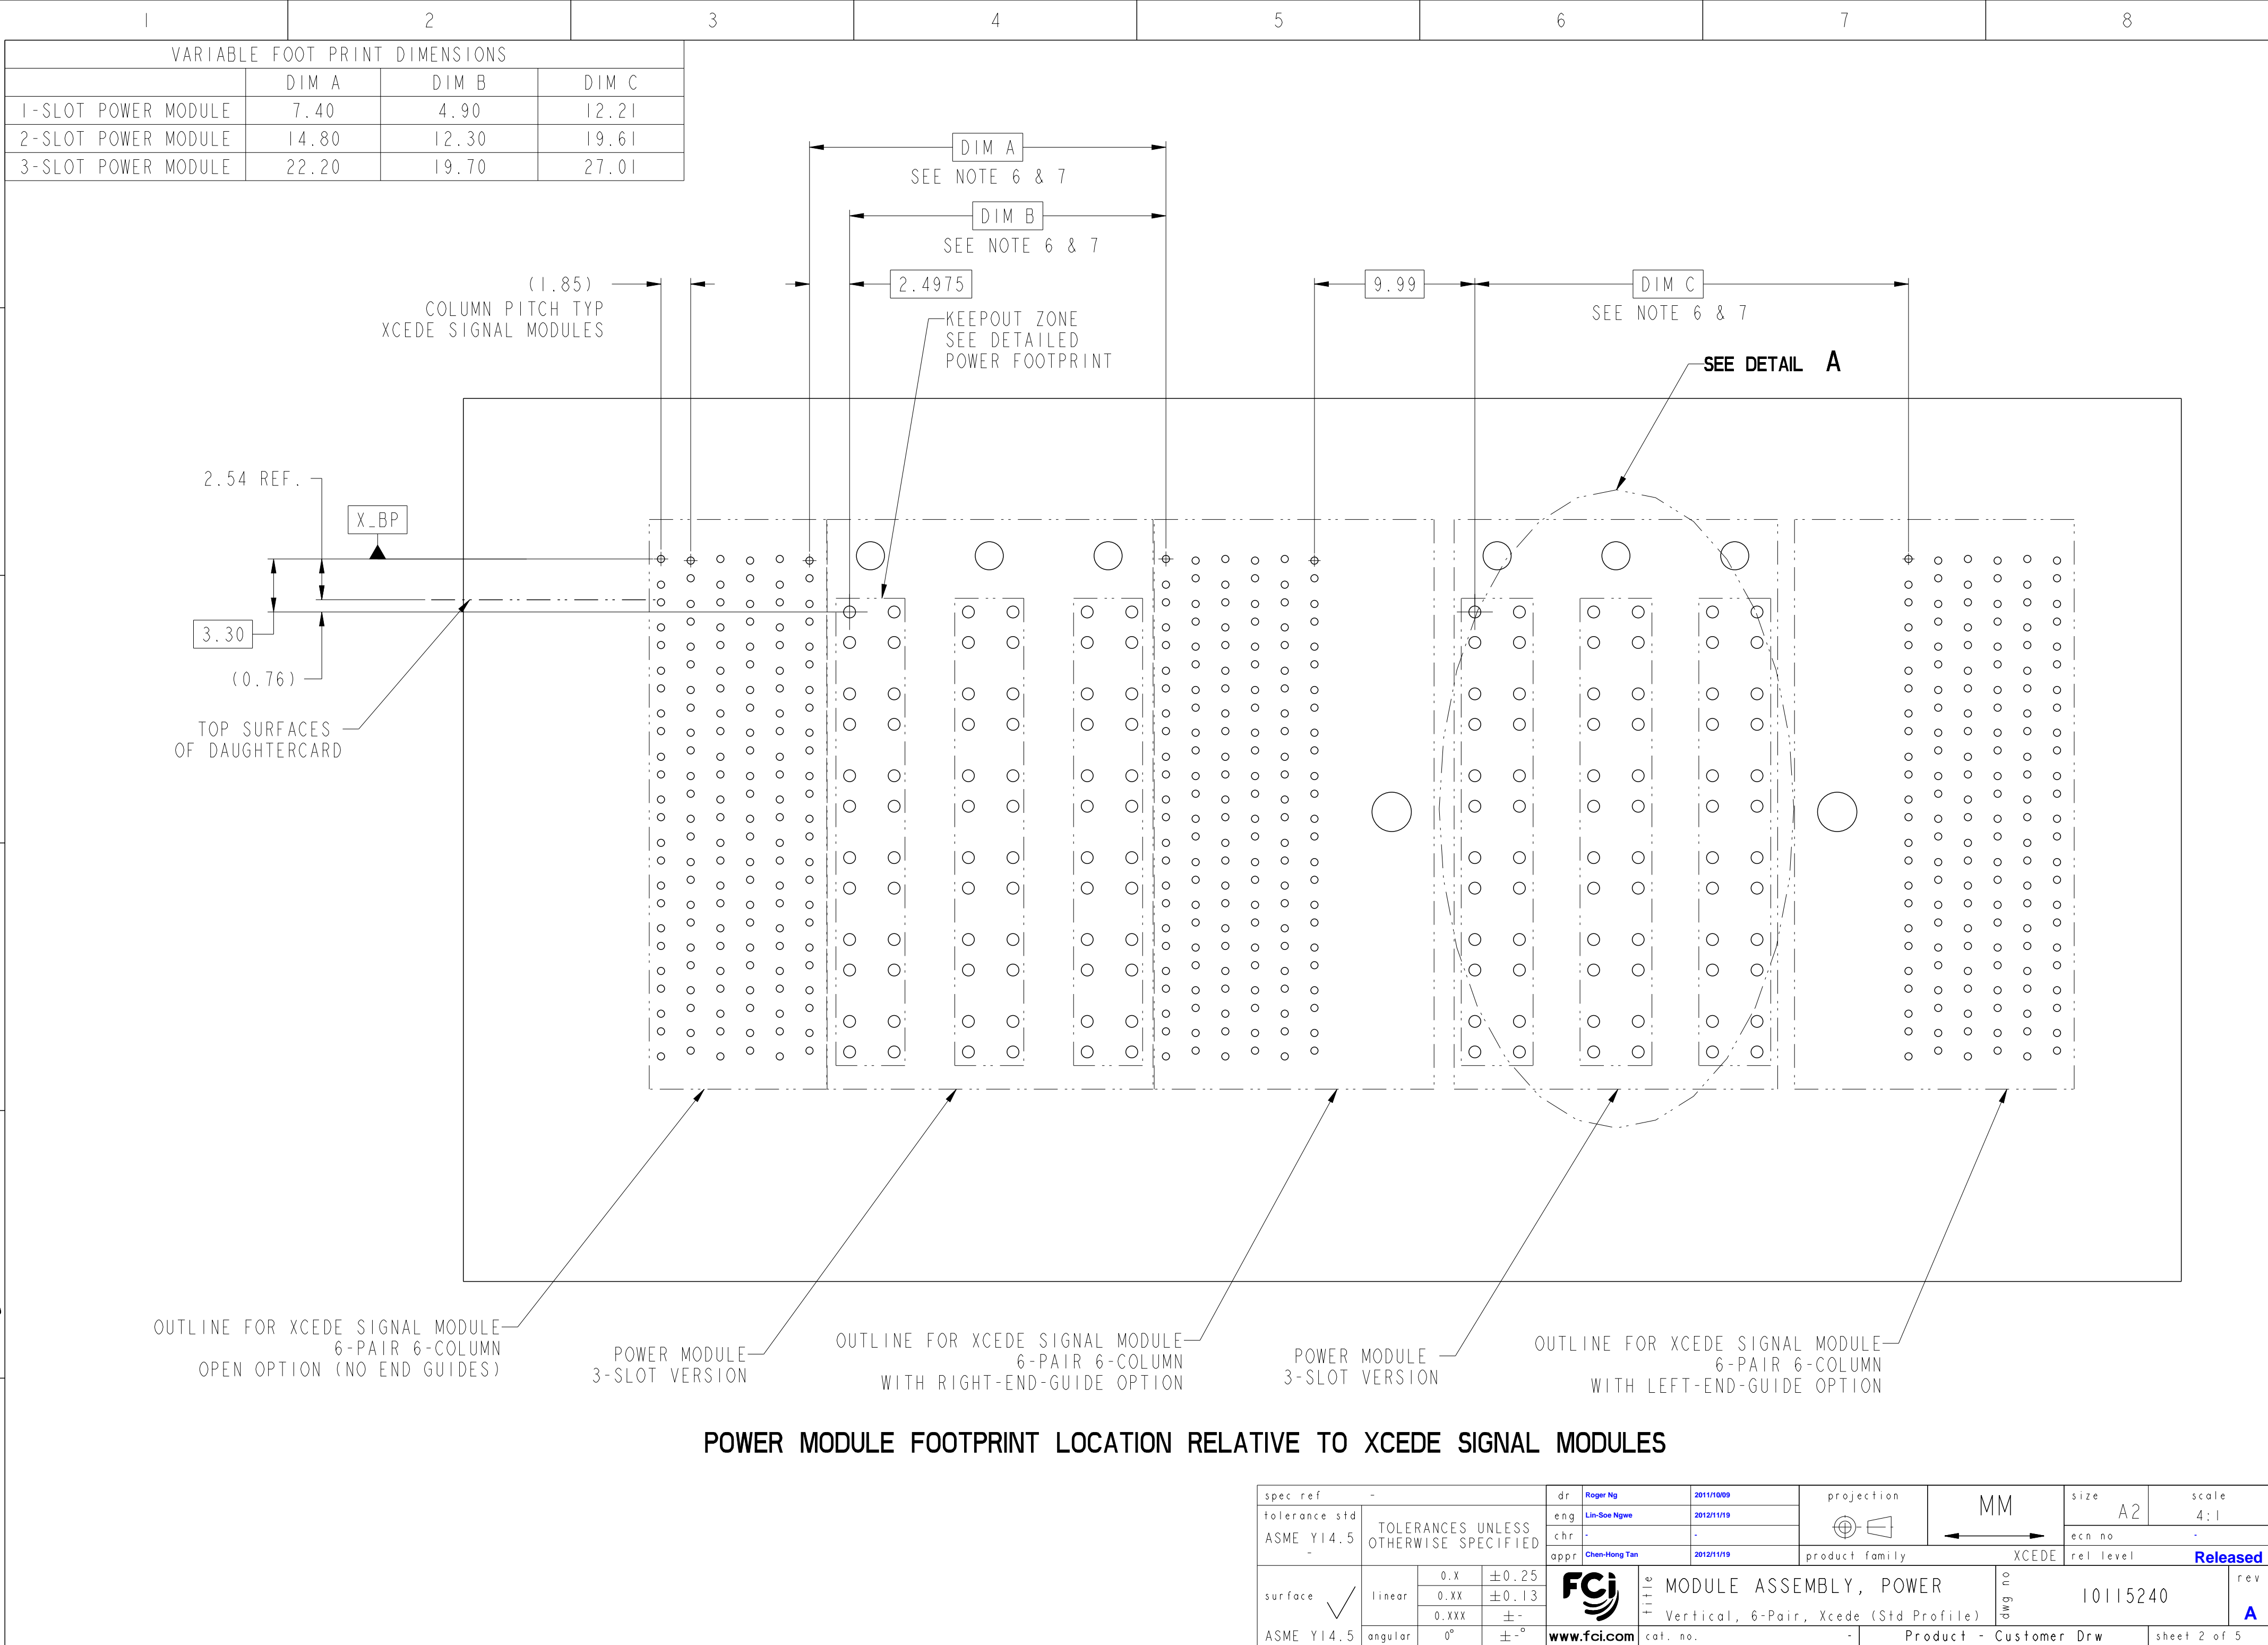 1 2 3 4 5 6 7 8
VARIABLE FOOT PRINT DIMENSIONS
DIM A DIM B DIM C
1-SLOT POWER MODULE 7.40 4.90 12.21
2-SLOT POWER MODULE 14.80 12.30 19.61
3-SLOT POWER MODULE 22.20 19.70 27.01
DIM A
SEE NOTE 6 & 7
DIM B
SEE NOTE 6 & 7
(1.85)
COLUMN PITCH TYP
XCEDE SIGNAL MODULES
2.4975
KEEPOUT ZONE
SEE DETAILED
POWER FOOTPRINT
9.99
DIM C
SEE NOTE 6 & 7
SEE DETAIL A
2.54 REF.
X_BP
3.30
(0.76)
TOP SURFACES
OF DAUGHTERCARD
OUTLINE FOR XCEDE SIGNAL MODULE
6-PAIR 6-COLUMN
OPEN OPTION (NO END GUIDES)
POWER MODULE
3-SLOT VERSION
OUTLINE FOR XCEDE SIGNAL MODULE
6-PAIR 6-COLUMN
WITH RIGHT-END-GUIDE OPTION
POWER MODULE
3-SLOT VERSION
OUTLINE FOR XCEDE SIGNAL MODULE
6-PAIR 6-COLUMN
WITH LEFT-END-GUIDE OPTION
POWER MODULE FOOTPRINT LOCATION RELATIVE TO XCEDE SIGNAL MODULES
spec ref -
tolerance std
ASME Y14.5
-
TOLERANCES UNLESS
OTHERWISE SPECIFIED
dr Roger Ng 2011/10/09
eng Lin-Soe Ngwe 2012/11/19
chr - -
appr Chen-Hong Tan 2012/11/19
projection
MM
size A2
scale 4:1
ecn no -
product family XCEDE
rel level Released
surface
ASME Y14.5
linear
0.X ±0.25
0.XX ±0.13
0.XXX ±-
angular 0° ±-°
FCi
www.fci.com
title
MODULE ASSEMBLY, POWER
Vertical, 6-Pair, Xcede (Std Profile)
dwg no
10115240
rev
A
cat. no. -
Product - Customer Drw
sheet 2 of 5